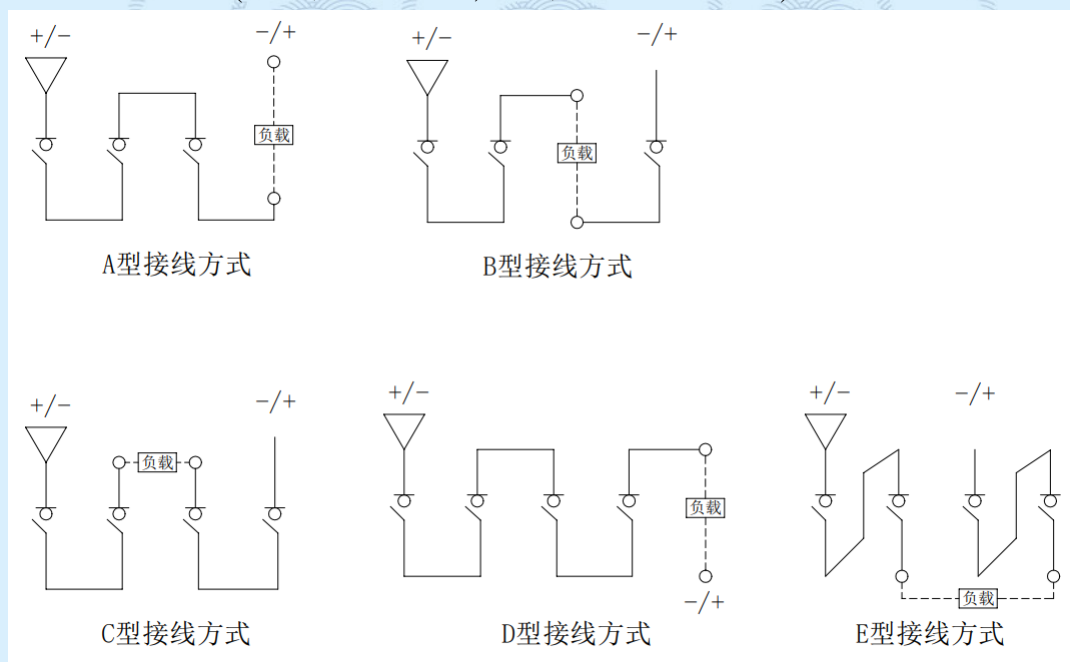 +/- -/+ +/- -/+
负载 负载
A型接线方式 B型接线方式
+/- -/+ +/- +/- -/+
负载
负载
负载
-/+
C型接线方式 D型接线方式 E型接线方式